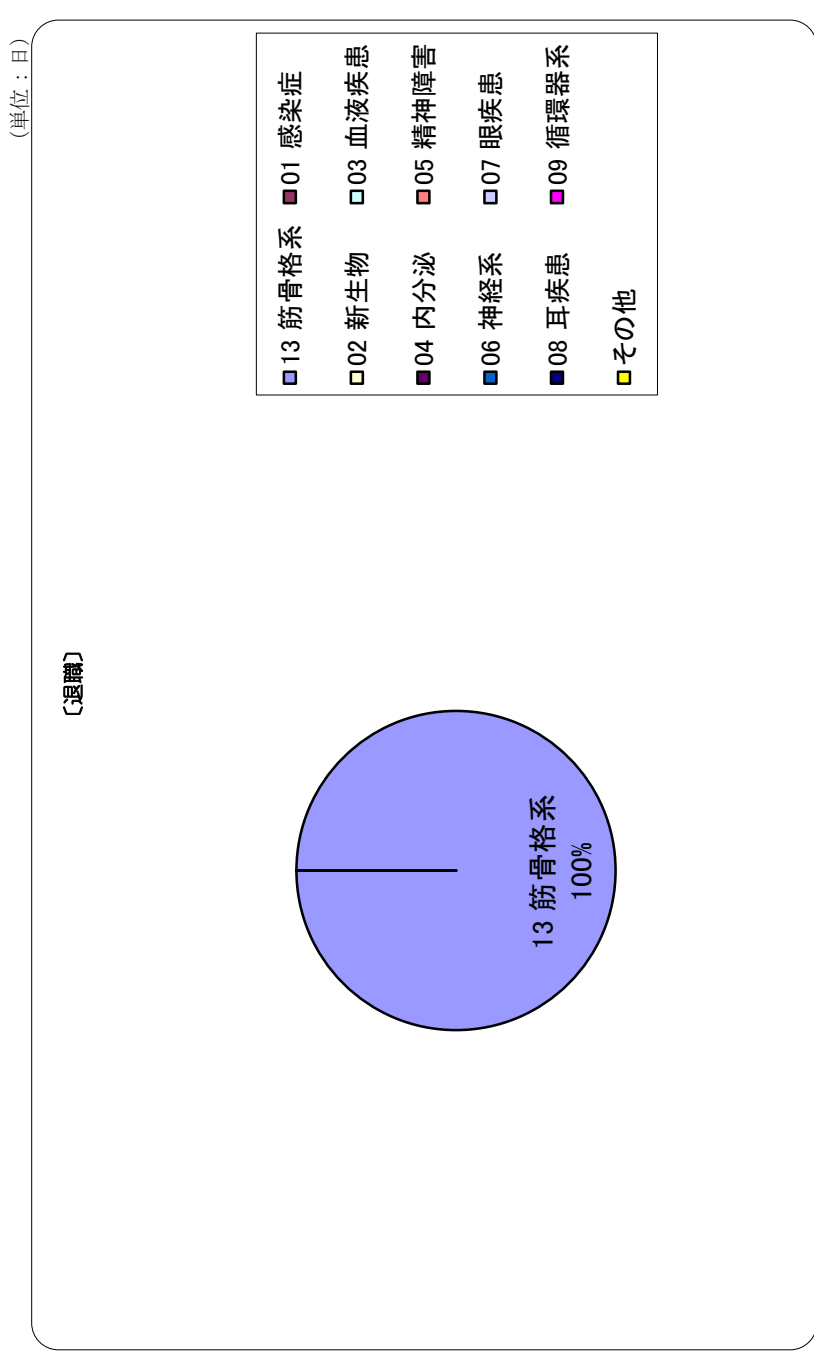 (単位：日)
〔退職〕
13 筋骨格系
100%
13 筋骨格系 01 感染症
02 新生物 03 血液疾患
04 内分泌 05 精神障害
06 神経系 07 眼疾患
08 耳疾患 09 循環器系
その他